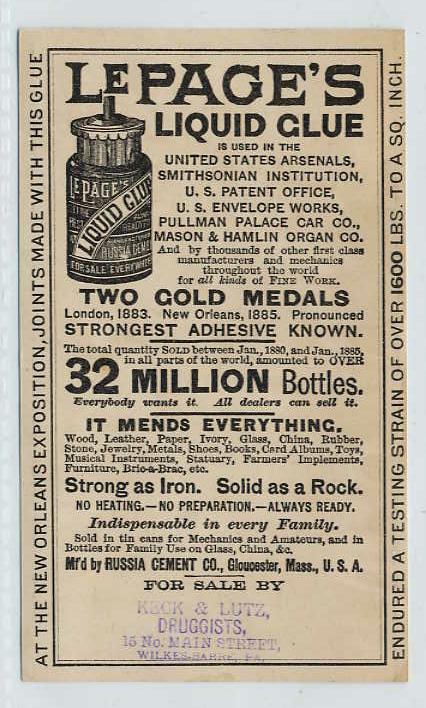 LEPAGE'S
LIQUID GLUE
IS USED IN THE
UNITED STATES ARSENALS,
SMITHSONIAN INSTITUTION,
U. S. PATENT OFFICE,
U. S. ENVELOPE WORKS,
PULLMAN PALACE CAR CO.,
MASON & HAMLIN ORGAN CO.
And by thousands of other first class
manufacturers and mechanics
throughout the world
for all kinds of FINE WORK.
LEPAGE'S
LIQUID GLUE
RUSSIA CEMENT
FOR SALE EVERYWHERE
TWO GOLD MEDALS
London, 1883. New Orleans, 1885. Pronounced
STRONGEST ADHESIVE KNOWN.
The total quantity SOLD between Jan., 1880, and Jan., 1885,
in all parts of the world, amounted to OVER
32 MILLION Bottles.
Everybody wants it. All dealers can sell it.
IT MENDS EVERYTHING.
Wood, Leather, Paper, Ivory, Glass, China, Rubber,
Stone, Jewelry, Metals, Shoes, Books, Card Albums, Toys,
Musical Instruments, Statuary, Farmers' Implements,
Furniture, Bric-a-Brac, etc.
Strong as Iron. Solid as a Rock.
NO HEATING.—NO PREPARATION.—ALWAYS READY.
Indispensable in every Family.
Sold in tin cans for Mechanics and Amateurs, and in
Bottles for Family Use on Glass, China, &c.
M'f'd by RUSSIA CEMENT CO., Gloucester, Mass., U. S. A.
FOR SALE BY
KECK & LUTZ,
DRUGGISTS,
15 No. MAIN STREET,
WILKES-BARRE, PA.
AT THE NEW ORLEANS EXPOSITION, JOINTS MADE WITH THIS GLUE
ENDURED A TESTING STRAIN OF OVER 1600 LBS. TO A SQ. INCH.